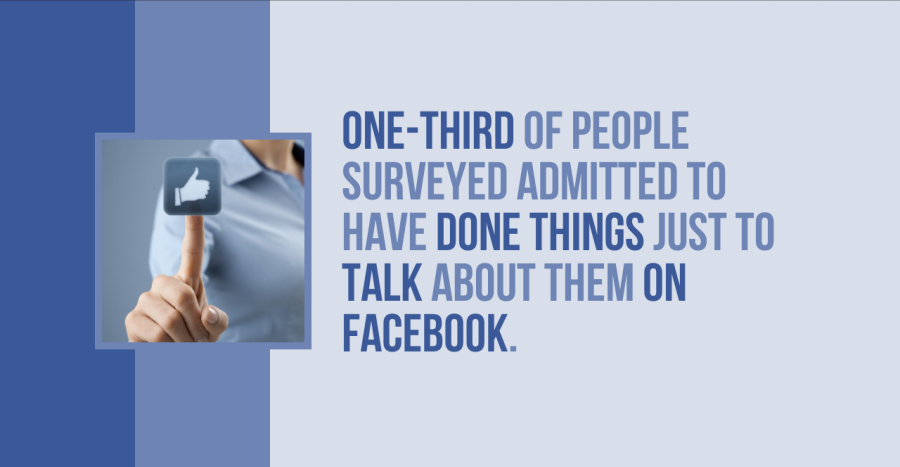 ONE-THIRD OF PEOPLE
SURVEYED ADMITTED TO
HAVE DONE THINGS JUST TO
TALK ABOUT THEM ON
FACEBOOK.